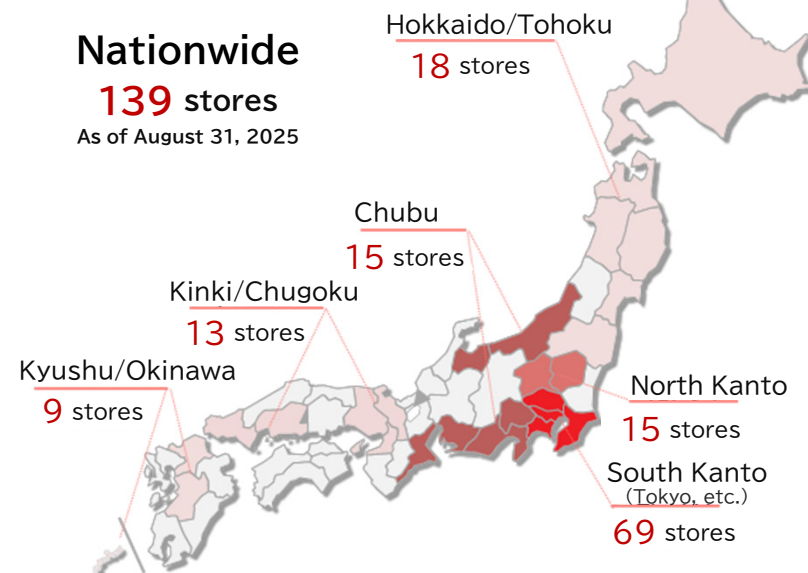 Nationwide
139 stores
As of August 31, 2025
Hokkaido/Tohoku
18 stores
Chubu
15 stores
Kinki/Chugoku
13 stores
Kyushu/Okinawa
9 stores
North Kanto
15 stores
South Kanto
(Tokyo, etc.)
69 stores